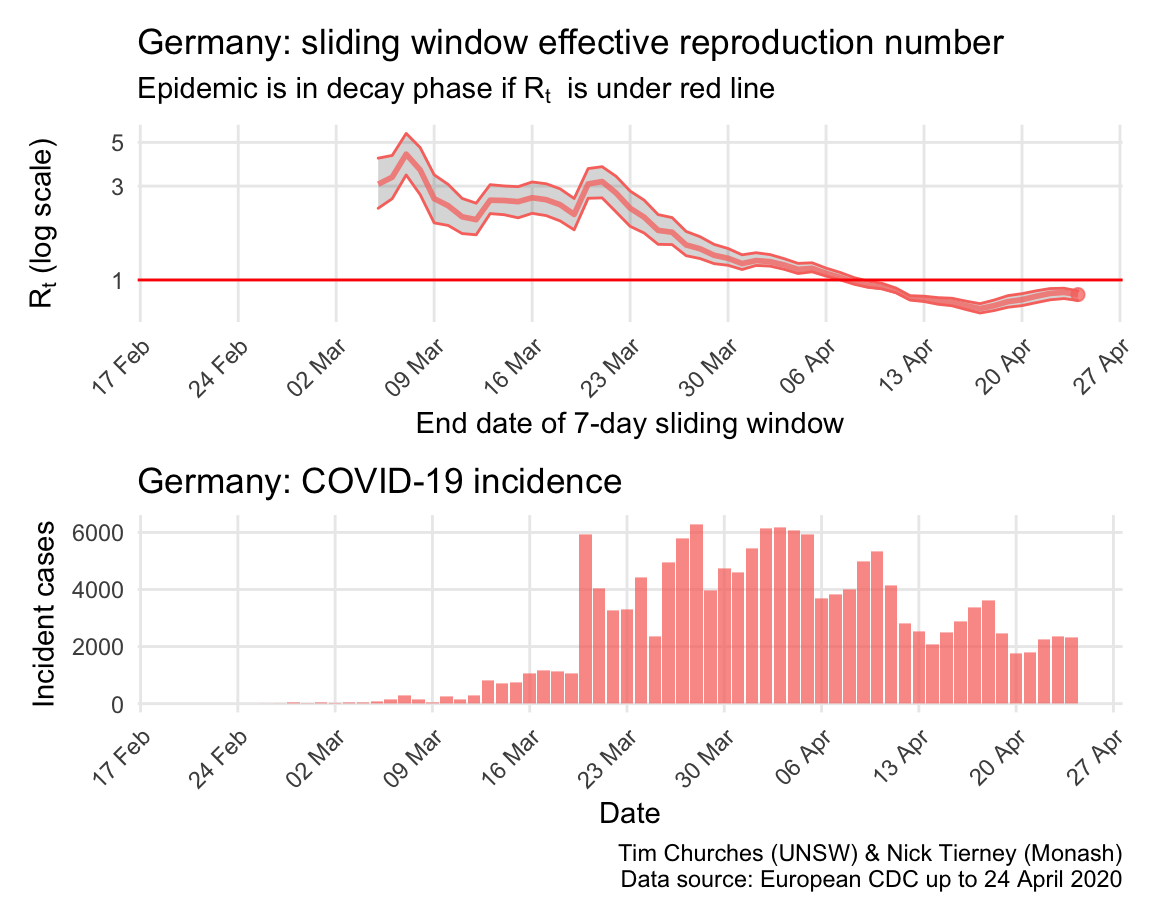 Germany: sliding window effective reproduction number
Epidemic is in decay phase if Rt is under red line
Rt (log scale)
5
3
1
17 Feb
24 Feb
02 Mar
09 Mar
16 Mar
23 Mar
30 Mar
06 Apr
13 Apr
20 Apr
27 Apr
End date of 7-day sliding window
Germany: COVID-19 incidence
Incident cases
6000
4000
2000
0
17 Feb
24 Feb
02 Mar
09 Mar
16 Mar
23 Mar
30 Mar
06 Apr
13 Apr
20 Apr
27 Apr
Date
Tim Churches (UNSW) & Nick Tierney (Monash)
Data source: European CDC up to 24 April 2020